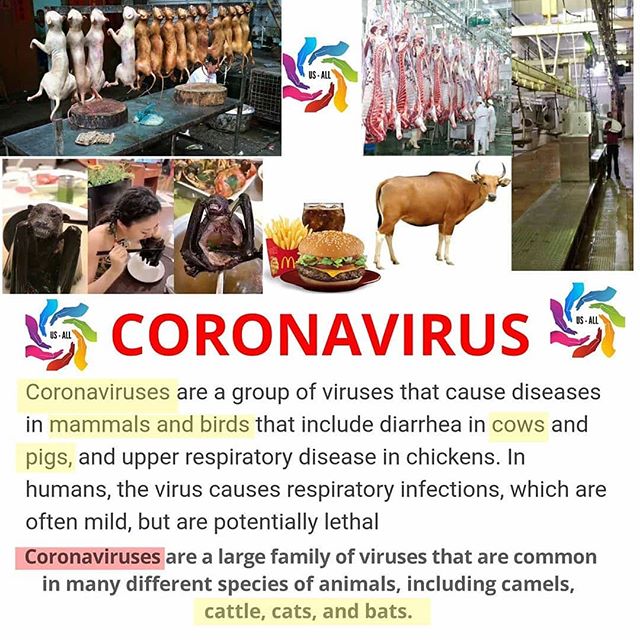 US - ALL
US - ALL
CORONAVIRUS
US - ALL
Coronaviruses are a group of viruses that cause diseases
in mammals and birds that include diarrhea in cows and
pigs, and upper respiratory disease in chickens. In
humans, the virus causes respiratory infections, which are
often mild, but are potentially lethal
Coronaviruses are a large family of viruses that are common
in many different species of animals, including camels,
cattle, cats, and bats.